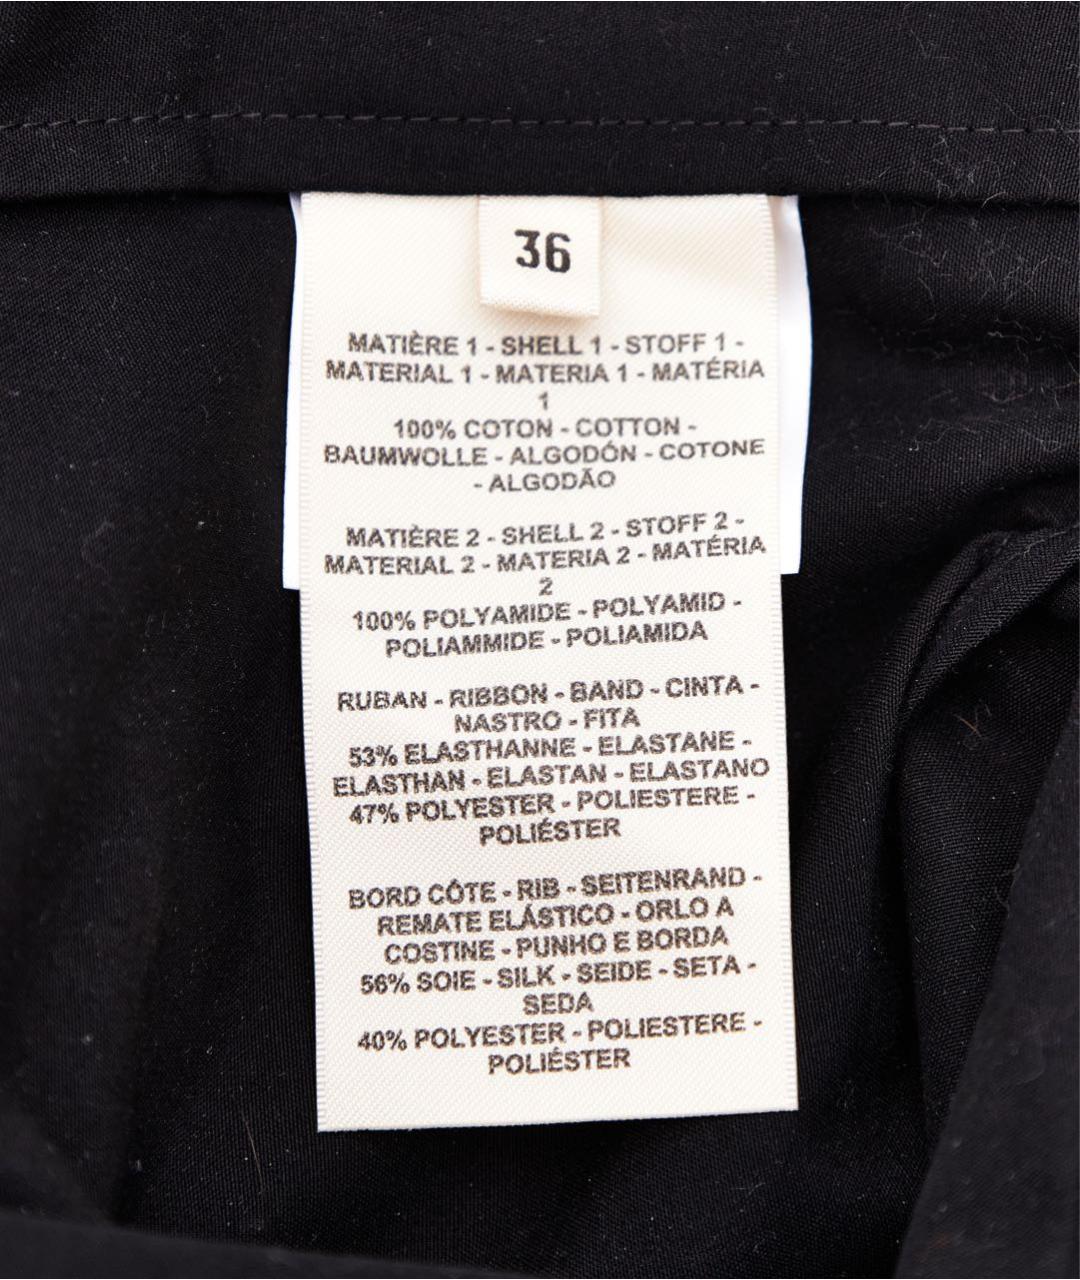 36
MATIÈRE 1 - SHELL 1 - STOFF 1 -
MATERIAL 1 - MATERIA 1 - MATÉRIA
1
100% COTON - COTTON -
BAUMWOLLE - ALGODÓN - COTONE
- ALGODÃO
MATIÈRE 2 - SHELL 2 - STOFF 2 -
MATERIAL 2 - MATERIA 2 - MATÉRIA
2
100% POLYAMIDE - POLYAMID -
POLIAMMIDE - POLIAMIDA
RUBAN - RIBBON - BAND - CINTA -
NASTRO - FITA
53% ELASTHANNE - ELASTANE -
ELASTHAN - ELASTAN - ELASTANO
47% POLYESTER - POLIESTERE -
POLIÉSTER
BORD CÔTE - RIB - SEITENRAND -
REMATE ELÁSTICO - ORLO A
COSTINE - PUNHO E BORDA
56% SOIE - SILK - SEIDE - SETA -
SEDA
40% POLYESTER - POLIESTERE -
POLIÉSTER